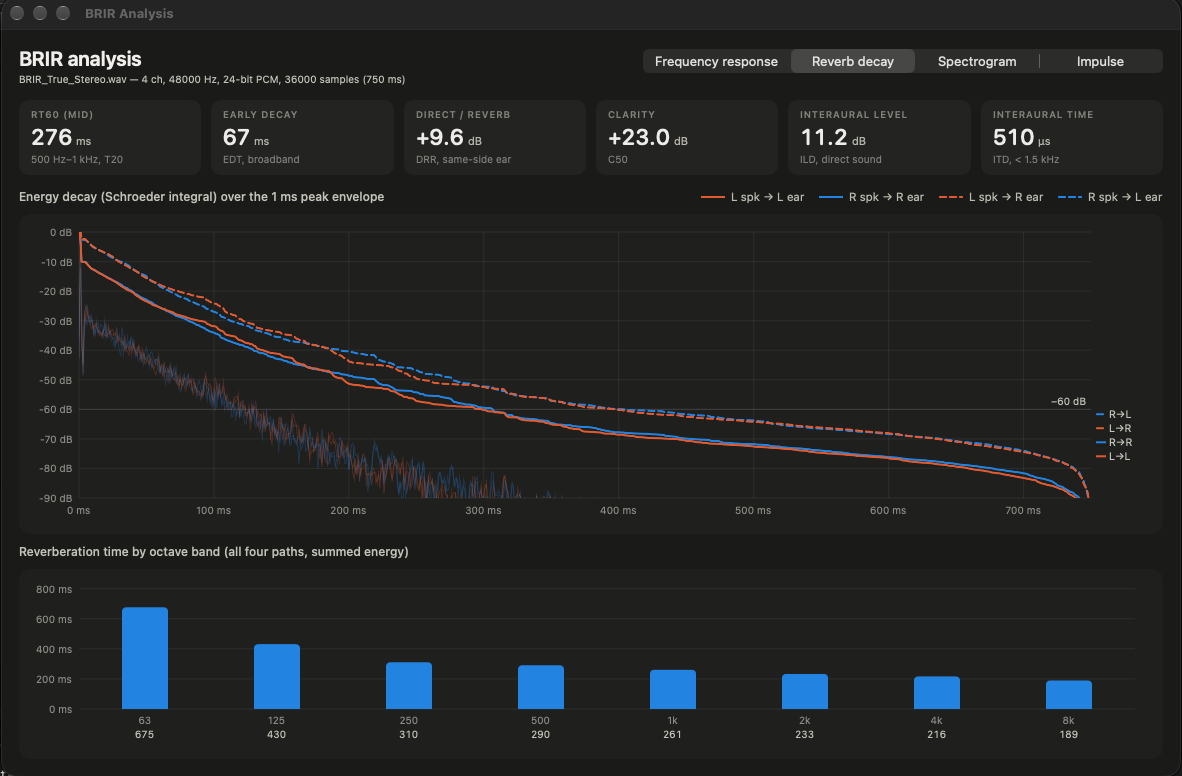 BRIR Analysis
BRIR analysis
BRIR_True_Stereo.wav — 4 ch, 48000 Hz, 24-bit PCM, 36000 samples (750 ms)
Frequency response
Reverb decay
Spectrogram
Impulse
RT60 (MID)
276 ms
500 Hz–1 kHz, T20
EARLY DECAY
67 ms
EDT, broadband
DIRECT / REVERB
+9.6 dB
DRR, same-side ear
CLARITY
+23.0 dB
C50
INTERAURAL LEVEL
11.2 dB
ILD, direct sound
INTERAURAL TIME
510 µs
ITD, < 1.5 kHz
Energy decay (Schroeder integral) over the 1 ms peak envelope
L spk → L ear
R spk → R ear
L spk → R ear
R spk → L ear
0 dB
-10 dB
-20 dB
-30 dB
-40 dB
-50 dB
-60 dB
-70 dB
-80 dB
-90 dB
−60 dB
R→L
L→R
R→R
L→L
0 ms 100 ms 200 ms 300 ms 400 ms 500 ms 600 ms 700 ms
Reverberation time by octave band (all four paths, summed energy)
800 ms
600 ms
400 ms
200 ms
0 ms
63 125 250 500 1k 2k 4k 8k
675 430 310 290 261 233 216 189